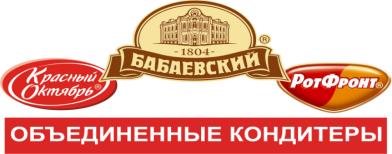 1804
БАБАЕВСКИЙ®
Красный
Октябрь®
РотФронт®
ОБЪЕДИНЕННЫЕ КОНДИТЕРЫ